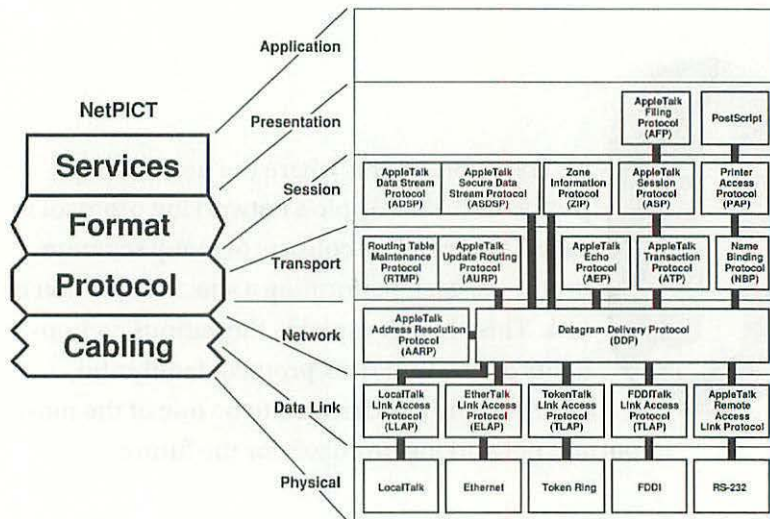 NetPICT
Services
Format
Protocol
Cabling
Application
Presentation
AppleTalk
Filing
Protocol
(AFP)
PostScript
Session
AppleTalk
Data Stream
Protocol
(ADSP)
AppleTalk
Secure Data
Stream Protocol
(ASDSP)
Zone
Information
Protocol
(ZIP)
AppleTalk
Session
Protocol
(ASP)
Printer
Access
Protocol
(PAP)
Transport
Routing Table
Maintenance
Protocol
(RTMP)
AppleTalk
Update Routing
Protocol
(AURP)
AppleTalk
Echo
Protocol
(AEP)
AppleTalk
Transaction
Protocol
(ATP)
Name
Binding
Protocol
(NBP)
Network
AppleTalk
Address Resolution
Protocol
(AARP)
Datagram Delivery Protocol
(DDP)
Data Link
LocalTalk
Link Access
Protocol
(LLAP)
EtherTalk
Link Access
Protocol
(ELAP)
TokenTalk
Link Access
Protocol
(TLAP)
FDDITalk
Link Access
Protocol
(TLAP)
AppleTalk
Remote
Access
Link Protocol
Physical
LocalTalk
Ethernet
Token Ring
FDDI
RS-232